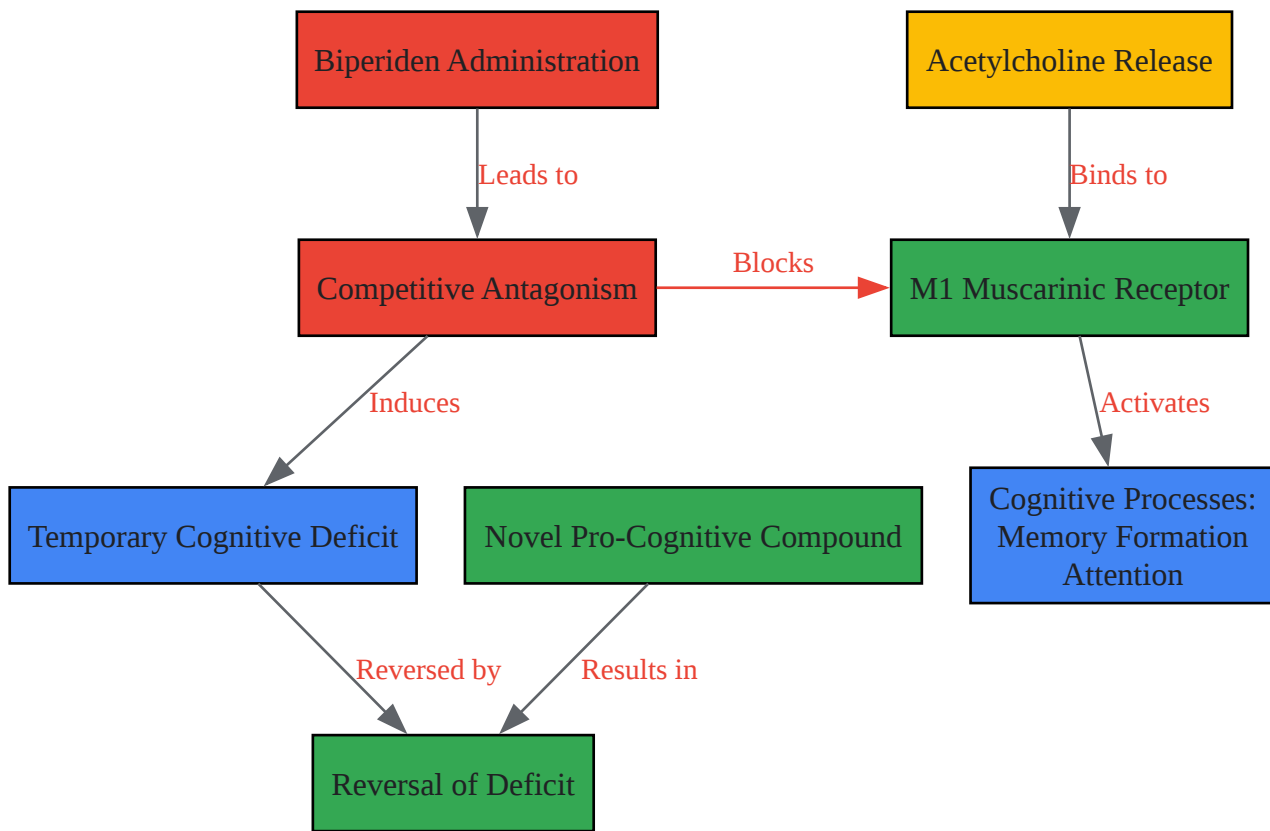 Biperiden Administration
Acetylcholine Release
Leads to
Binds to
Competitive Antagonism
Blocks
M1 Muscarinic Receptor
Induces
Activates
Temporary Cognitive Deficit
Novel Pro-Cognitive Compound
Cognitive Processes:
Memory Formation
Attention
Reversed by
Results in
Reversal of Deficit